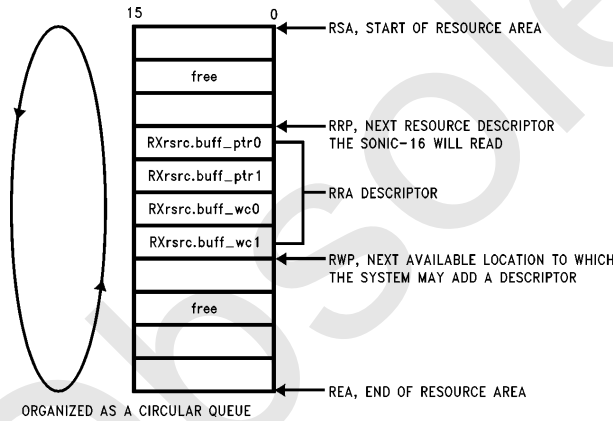 15 0
RSA, START OF RESOURCE AREA
free
RRP, NEXT RESOURCE DESCRIPTOR
THE SONIC-16 WILL READ
RXrsrc.buff_ptr0
RXrsrc.buff_ptr1
RRA DESCRIPTOR
RXrsrc.buff_wc0
RXrsrc.buff_wc1
RWP, NEXT AVAILABLE LOCATION TO WHICH
THE SYSTEM MAY ADD A DESCRIPTOR
free
REA, END OF RESOURCE AREA
ORGANIZED AS A CIRCULAR QUEUE
obsole